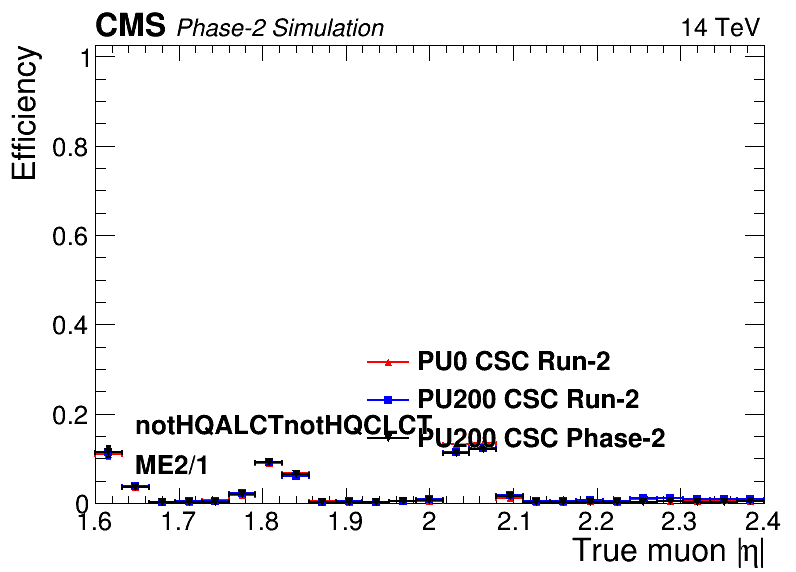 CMS Phase-2 Simulation 14 TeV
Efficiency
1
0.8
0.6
0.4
0.2
0
PU0 CSC Run-2
PU200 CSC Run-2
PU200 CSC Phase-2
notHQALCTnotHQCLCT
ME2/1
1.6 1.7 1.8 1.9 2 2.1 2.2 2.3 2.4
True muon |η|